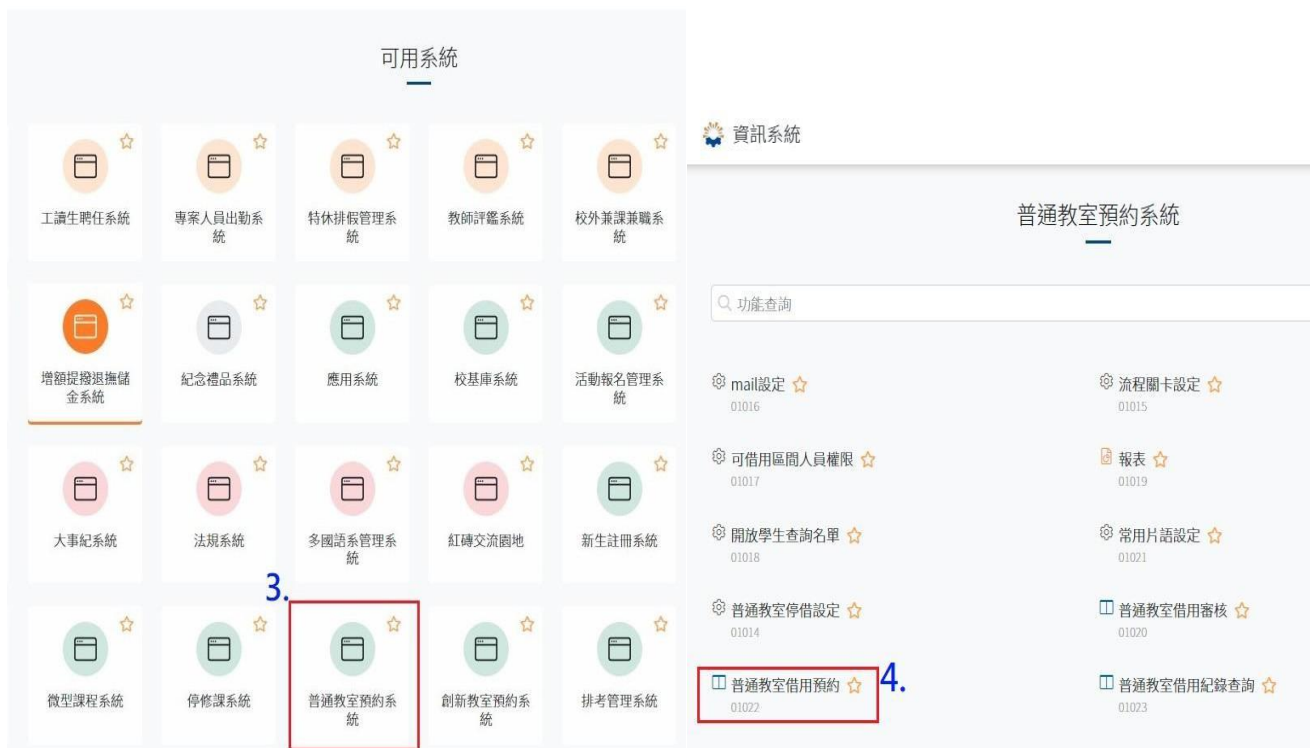 可用系統
工讀生聘任系統
專案人員出勤系
統
特休排假管理系
統
教師評鑑系統
校外兼課兼職系
統
增額提撥退撫儲
金系統
紀念禮品系統
應用系統
校基庫系統
活動報名管理系
統
大事紀系統
法規系統
多國語系管理系
統
紅磚交流園地
新生註冊系統
3.
微型課程系統
停修課系統
普通教室預約系
統
創新教室預約系
統
排考管理系統
資訊系統
普通教室預約系統
功能查詢
mail設定
01016
流程關卡設定
01015
可借用區間人員權限
01017
報表
01019
開放學生查詢名單
01018
常用片語設定
01021
普通教室停借設定
01014
普通教室借用審核
01020
普通教室借用預約
01022
4.
普通教室借用紀錄查詢
01023